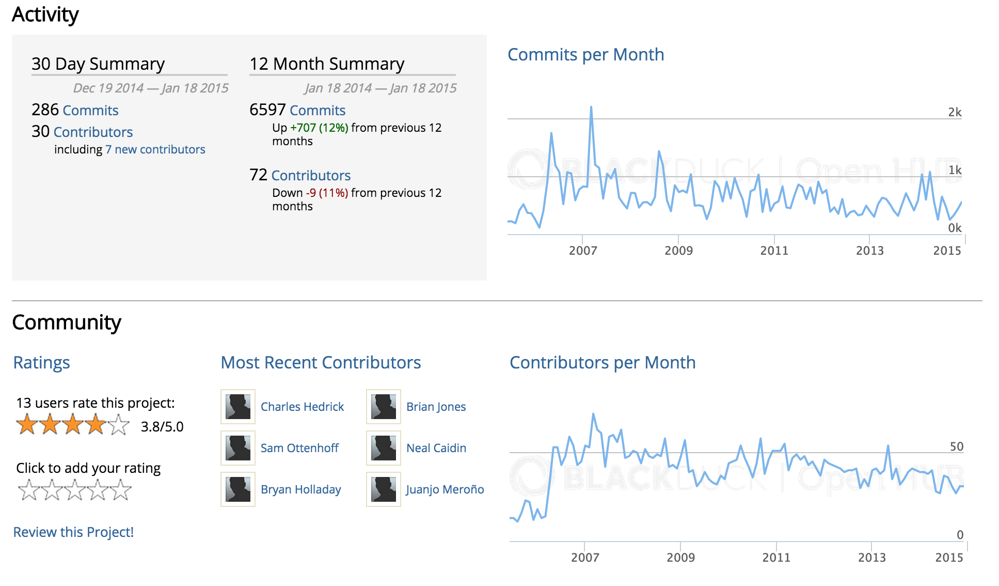 Activity
30 Day Summary
Dec 19 2014 — Jan 18 2015
286 Commits
30 Contributors
including 7 new contributors
12 Month Summary
Jan 18 2014 — Jan 18 2015
6597 Commits
Up +707 (12%) from previous 12
months
72 Contributors
Down -9 (11%) from previous 12
months
Commits per Month
2k
BLACKDUCK | Open HUB
1k
0k
2007 2009 2011 2013 2015
Community
Ratings
13 users rate this project:
3.8/5.0
Click to add your rating
Review this Project!
Most Recent Contributors
Charles Hedrick
Brian Jones
Sam Ottenhoff
Neal Caidin
Bryan Holladay
Juanjo Meroño
Contributors per Month
50
BLACKDUCK | Open HUB
0
2007 2009 2011 2013 2015